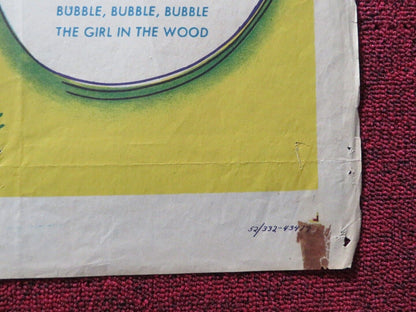 BUBBLE, BUBBLE, BUBBLE
THE GIRL IN THE WOOD